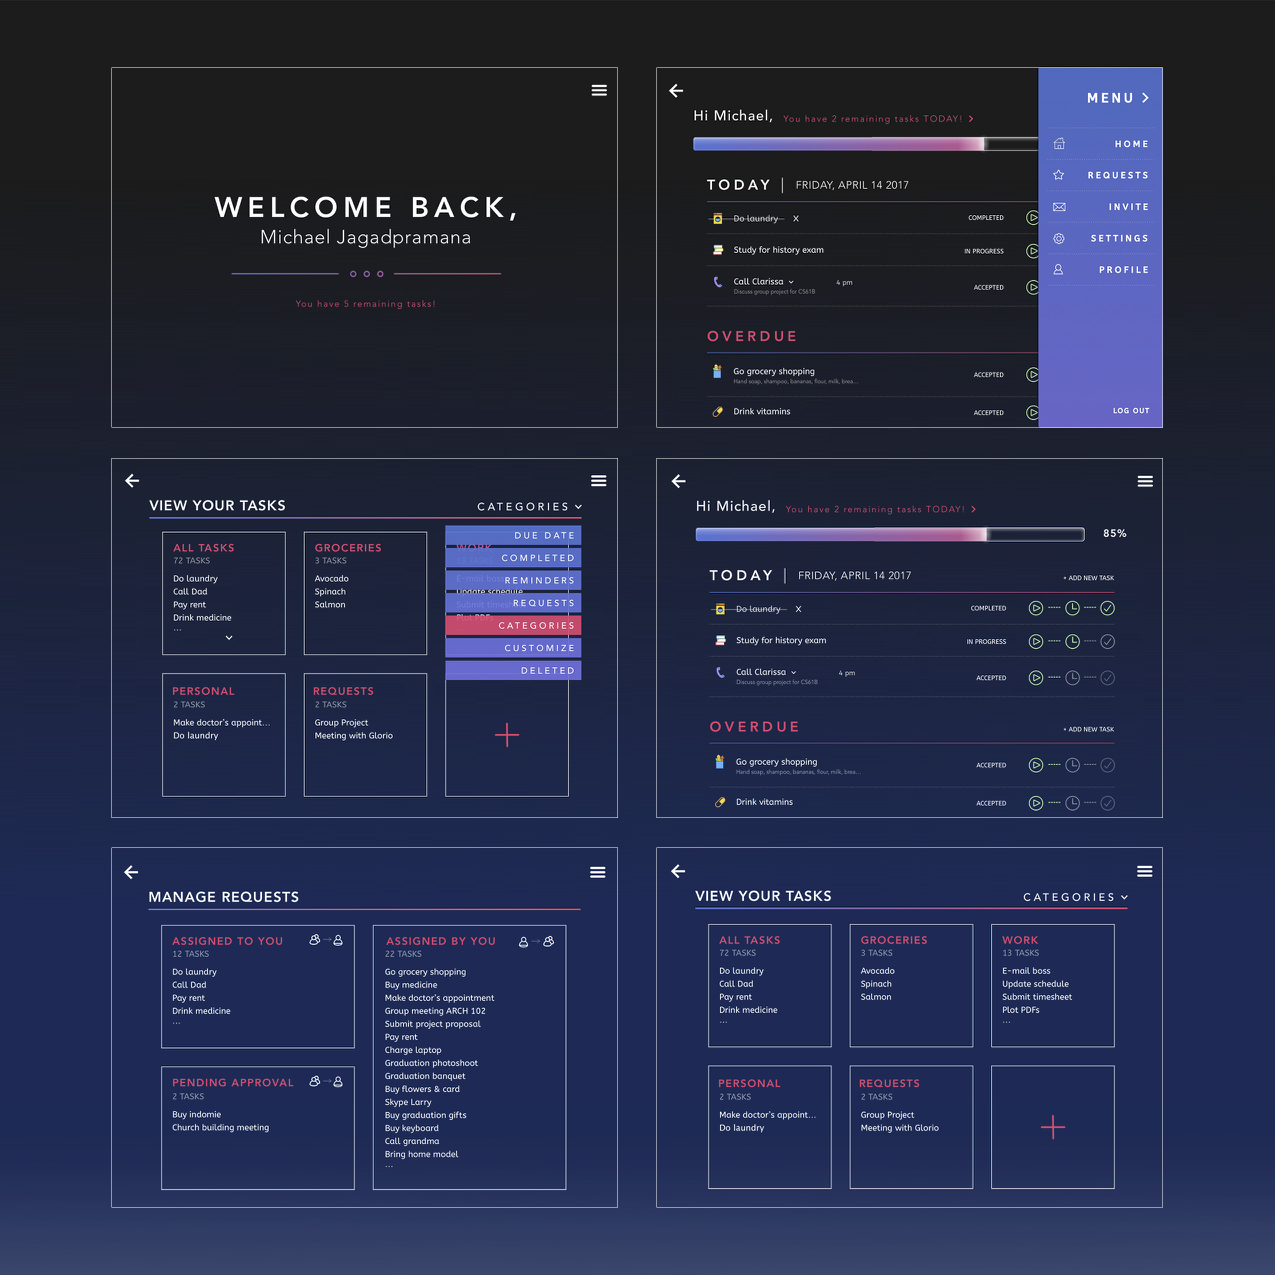 WELCOME BACK,
Michael Jagadpramana
You have 5 remaining tasks!
Hi Michael, You have 2 remaining tasks TODAY!
TODAY | FRIDAY, APRIL 14 2017
Do laundry X COMPLETED
Study for history exam IN PROGRESS
Call Clarissa 4 pm ACCEPTED
Discuss group project for CS61B
OVERDUE
Go grocery shopping ACCEPTED
Hand soap, shampoo, bananas, flour, milk, brea...
Drink vitamins ACCEPTED
MENU
HOME
REQUESTS
INVITE
SETTINGS
PROFILE
LOG OUT
VIEW YOUR TASKS
CATEGORIES
ALL TASKS
72 TASKS
Do laundry
Call Dad
Pay rent
Drink medicine
...
GROCERIES
3 TASKS
Avocado
Spinach
Salmon
WORK
E-mail boss
Update schedule
Submit timesheet
Plot PDFs
DUE DATE
COMPLETED
REMINDERS
REQUESTS
CATEGORIES
CUSTOMIZE
DELETED
PERSONAL
2 TASKS
Make doctor's appoint...
Do laundry
REQUESTS
2 TASKS
Group Project
Meeting with Glorio
Hi Michael, You have 2 remaining tasks TODAY!
85%
TODAY | FRIDAY, APRIL 14 2017 + ADD NEW TASK
Do laundry X COMPLETED
Study for history exam IN PROGRESS
Call Clarissa 4 pm ACCEPTED
Discuss group project for CS61B
OVERDUE + ADD NEW TASK
Go grocery shopping ACCEPTED
Hand soap, shampoo, bananas, flour, milk, brea...
Drink vitamins ACCEPTED
MANAGE REQUESTS
ASSIGNED TO YOU
12 TASKS
Do laundry
Call Dad
Pay rent
Drink medicine
...
PENDING APPROVAL
2 TASKS
Buy indomie
Church building meeting
ASSIGNED BY YOU
22 TASKS
Go grocery shopping
Buy medicine
Make doctor's appointment
Group meeting ARCH 102
Submit project proposal
Pay rent
Charge laptop
Graduation photoshoot
Graduation banquet
Buy flowers & card
Skype Larry
Buy graduation gifts
Buy keyboard
Call grandma
Bring home model
...
VIEW YOUR TASKS
CATEGORIES
ALL TASKS
72 TASKS
Do laundry
Call Dad
Pay rent
Drink medicine
...
GROCERIES
3 TASKS
Avocado
Spinach
Salmon
WORK
13 TASKS
E-mail boss
Update schedule
Submit timesheet
Plot PDFs
...
PERSONAL
2 TASKS
Make doctor's appoint...
Do laundry
REQUESTS
2 TASKS
Group Project
Meeting with Glorio